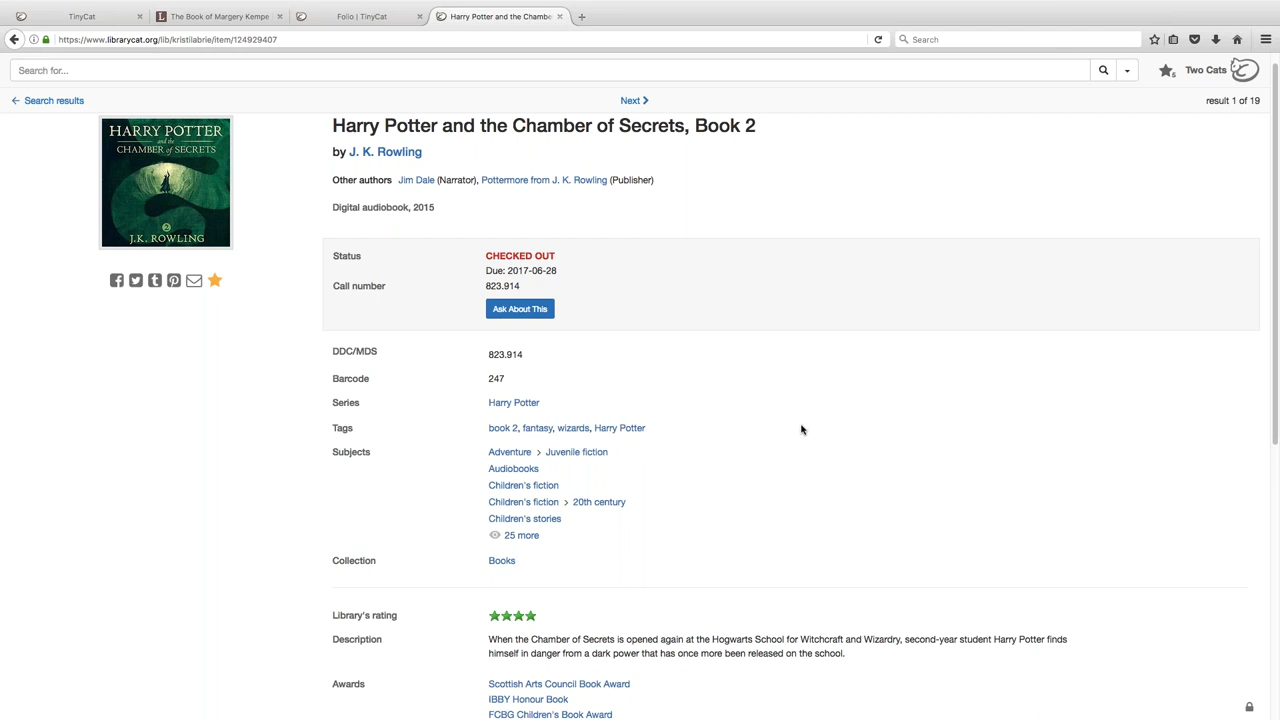 TinyCat
The Book of Margery Kempe
Folio | TinyCat
Harry Potter and the Chambe
https://www.librarycat.org/lib/kristilabrie/item/124929407
Search
Search for...
Two Cats
Search results
Next
result 1 of 19
HARRY POTTER
and the
CHAMBER of SECRETS
2
J.K. ROWLING
Harry Potter and the Chamber of Secrets, Book 2
by J. K. Rowling
Other authors Jim Dale (Narrator), Pottermore from J. K. Rowling (Publisher)
Digital audiobook, 2015
Status CHECKED OUT
Due: 2017-06-28
Call number 823.914
Ask About This
DDC/MDS 823.914
Barcode 247
Series Harry Potter
Tags book 2, fantasy, wizards, Harry Potter
Subjects Adventure > Juvenile fiction
Audiobooks
Children's fiction
Children's fiction > 20th century
Children's stories
25 more
Collection Books
Library's rating
Description When the Chamber of Secrets is opened again at the Hogwarts School for Witchcraft and Wizardry, second-year student Harry Potter finds
himself in danger from a dark power that has once more been released on the school.
Awards Scottish Arts Council Book Award
IBBY Honour Book
FCBG Children's Book Award